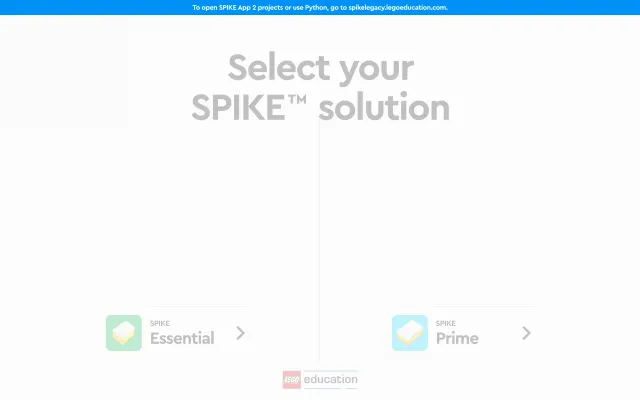 To open SPIKE App 2 projects or use Python, go to spikelegacy.legoeducation.com.
Select your
SPIKE™ solution
SPIKE
Essential
SPIKE
Prime
LEGO education